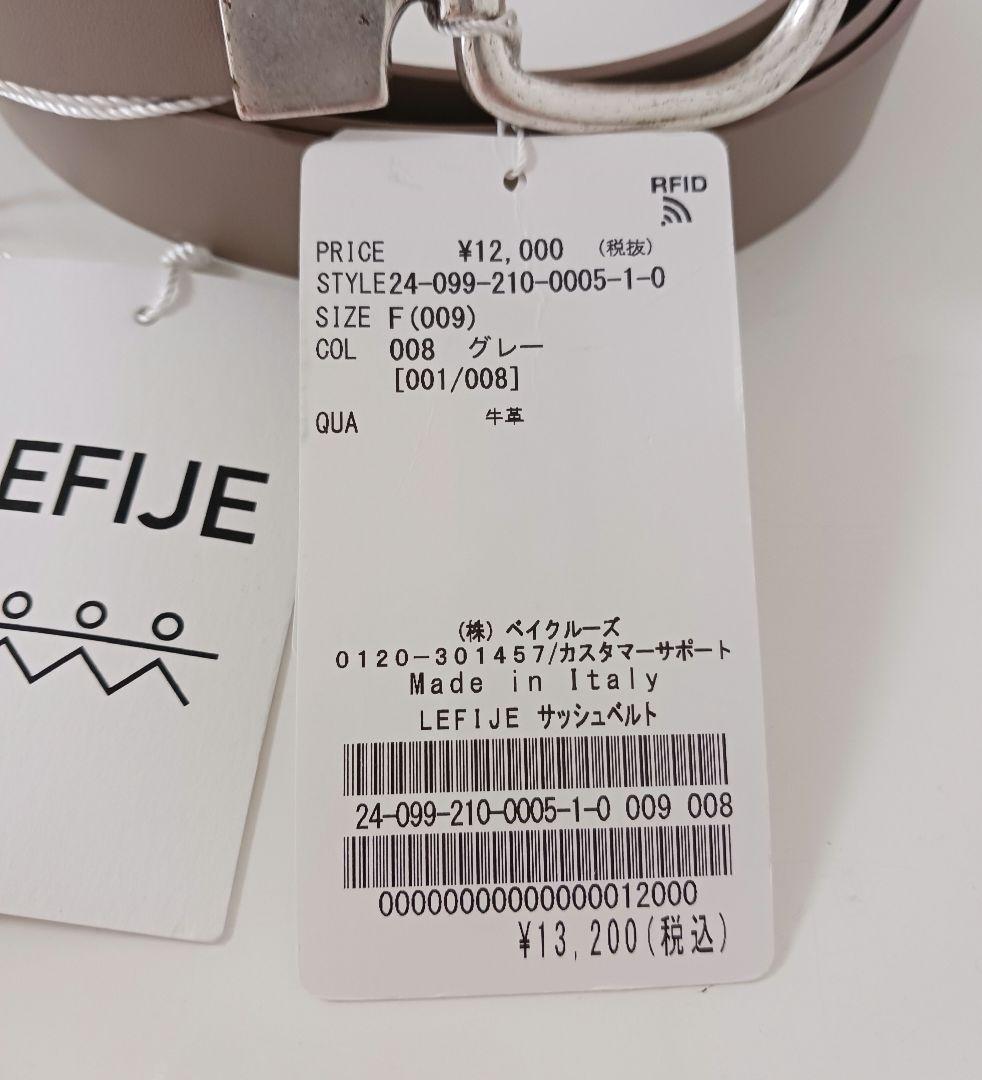 RFID
PRICE ¥12,000 (税抜)
STYLE24-099-210-0005-1-0
SIZE F(009)
COL 008 グレー
[001/008]
QUA 牛革
EFIJE
(株)ベイクルーズ
0120-301457/カスタマーサポート
Made in Italy
LEFIJE サッシュベルト
24-099-210-0005-1-0 009 008
00000000000000012000
¥13,200(税込)